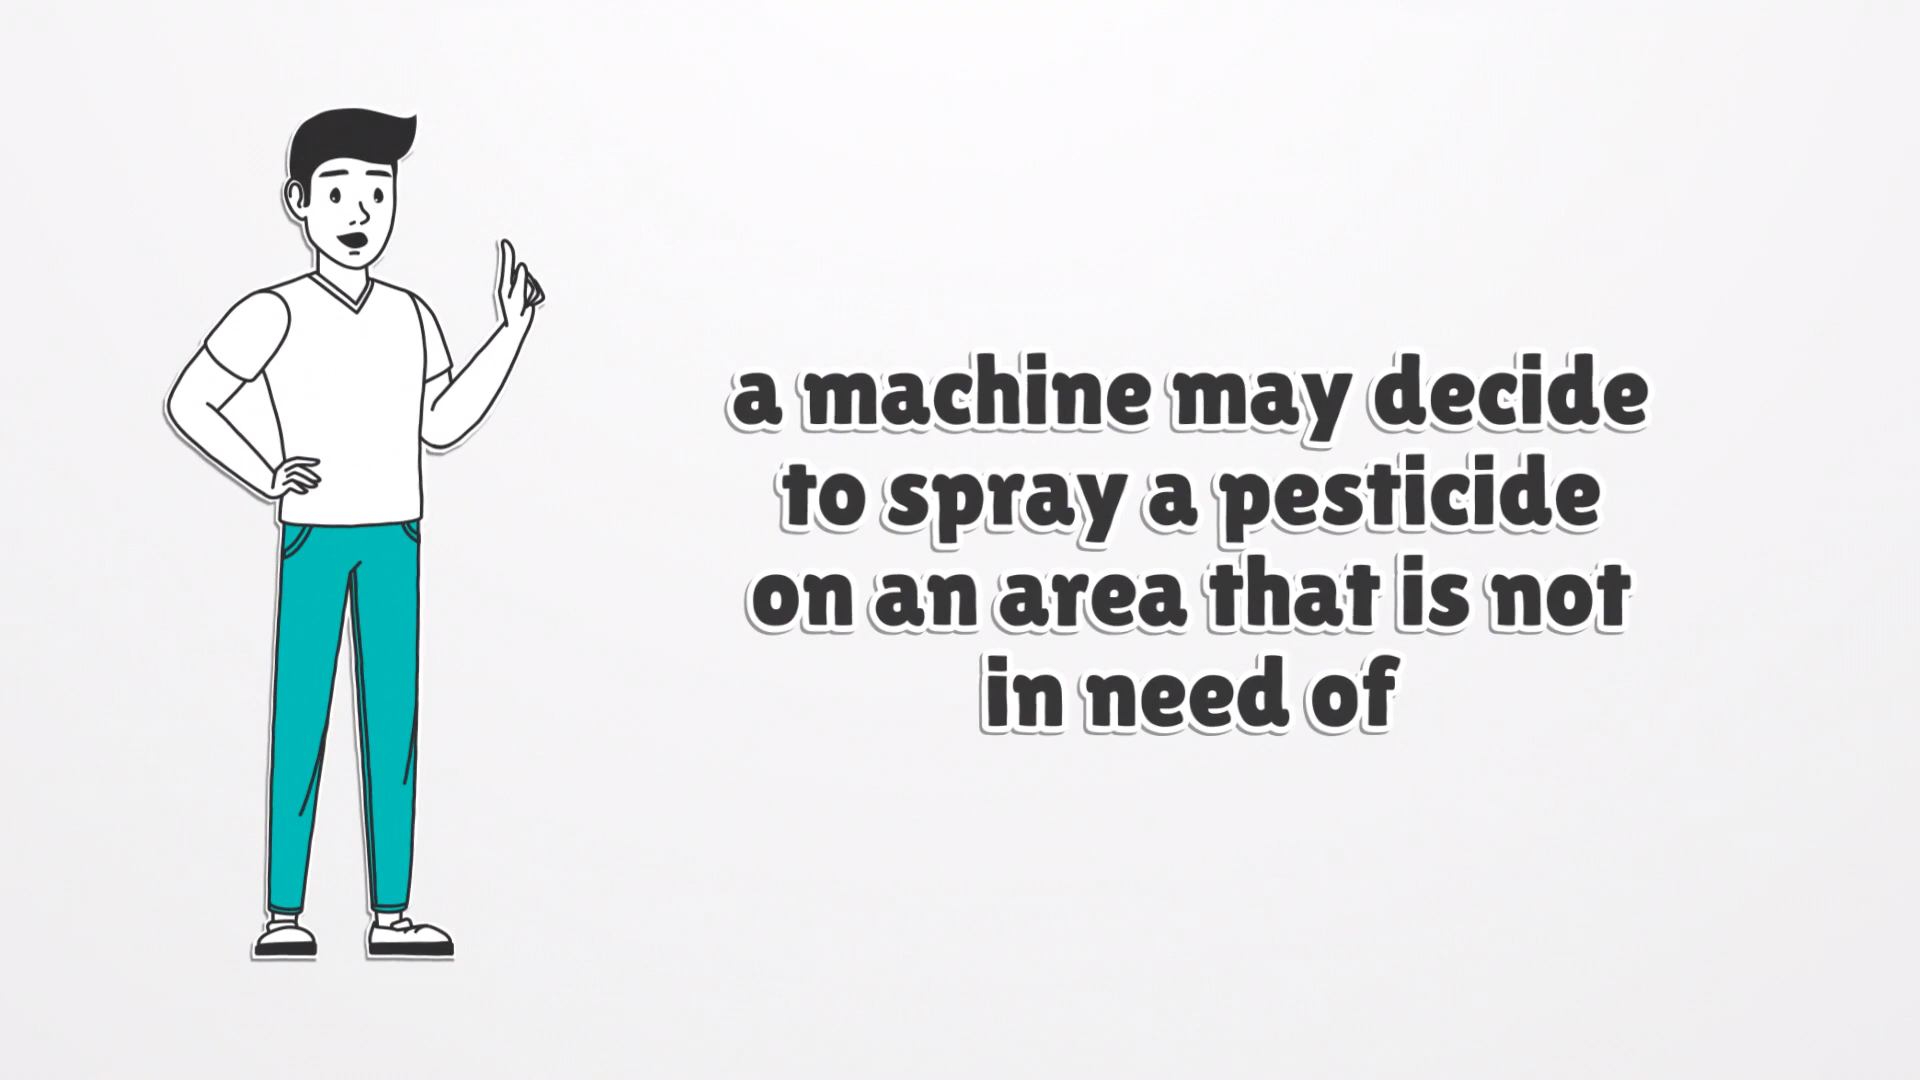 a machine may decide
to spray a pesticide
on an area that is not
in need of